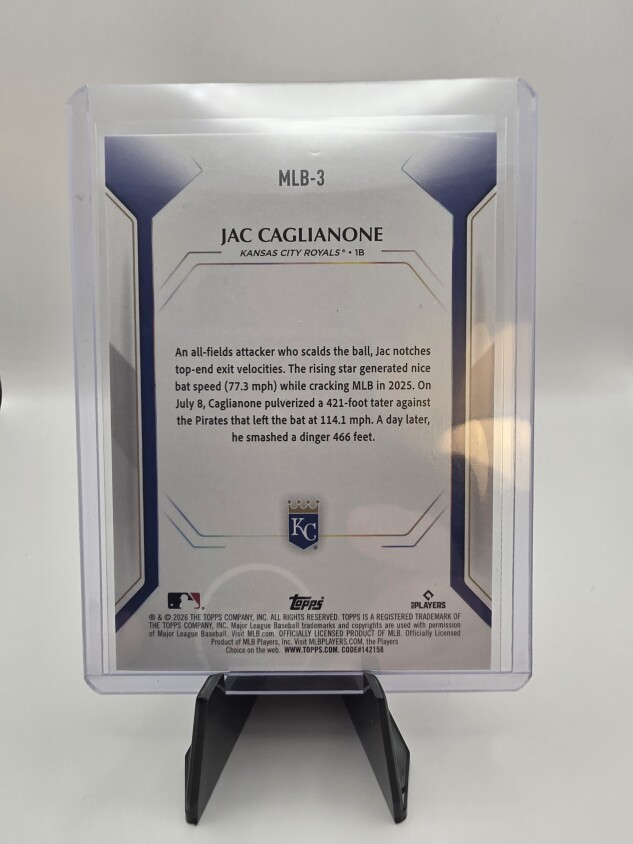 MLB-3
JAC CAGLIANONE
KANSAS CITY ROYALS® • 1B
An all-fields attacker who scalds the ball, Jac notches
top-end exit velocities. The rising star generated nice
bat speed (77.3 mph) while cracking MLB in 2025. On
July 8, Caglianone pulverized a 421-foot tater against
the Pirates that left the bat at 114.1 mph. A day later,
he smashed a dinger 466 feet.
KC
Topps
PLAYERS
® & © 2026 THE TOPPS COMPANY, INC. ALL RIGHTS RESERVED. TOPPS IS A REGISTERED TRADEMARK OF
THE TOPPS COMPANY, INC. Major League Baseball trademarks and copyrights are used with permission
of Major League Baseball. Visit MLB.com. OFFICIALLY LICENSED PRODUCT OF MLB. Officially Licensed
Product of MLB Players, Inc. Visit MLBPLAYERS.COM, the Players
Choice on the web. WWW.TOPPS.COM. CODE#142158